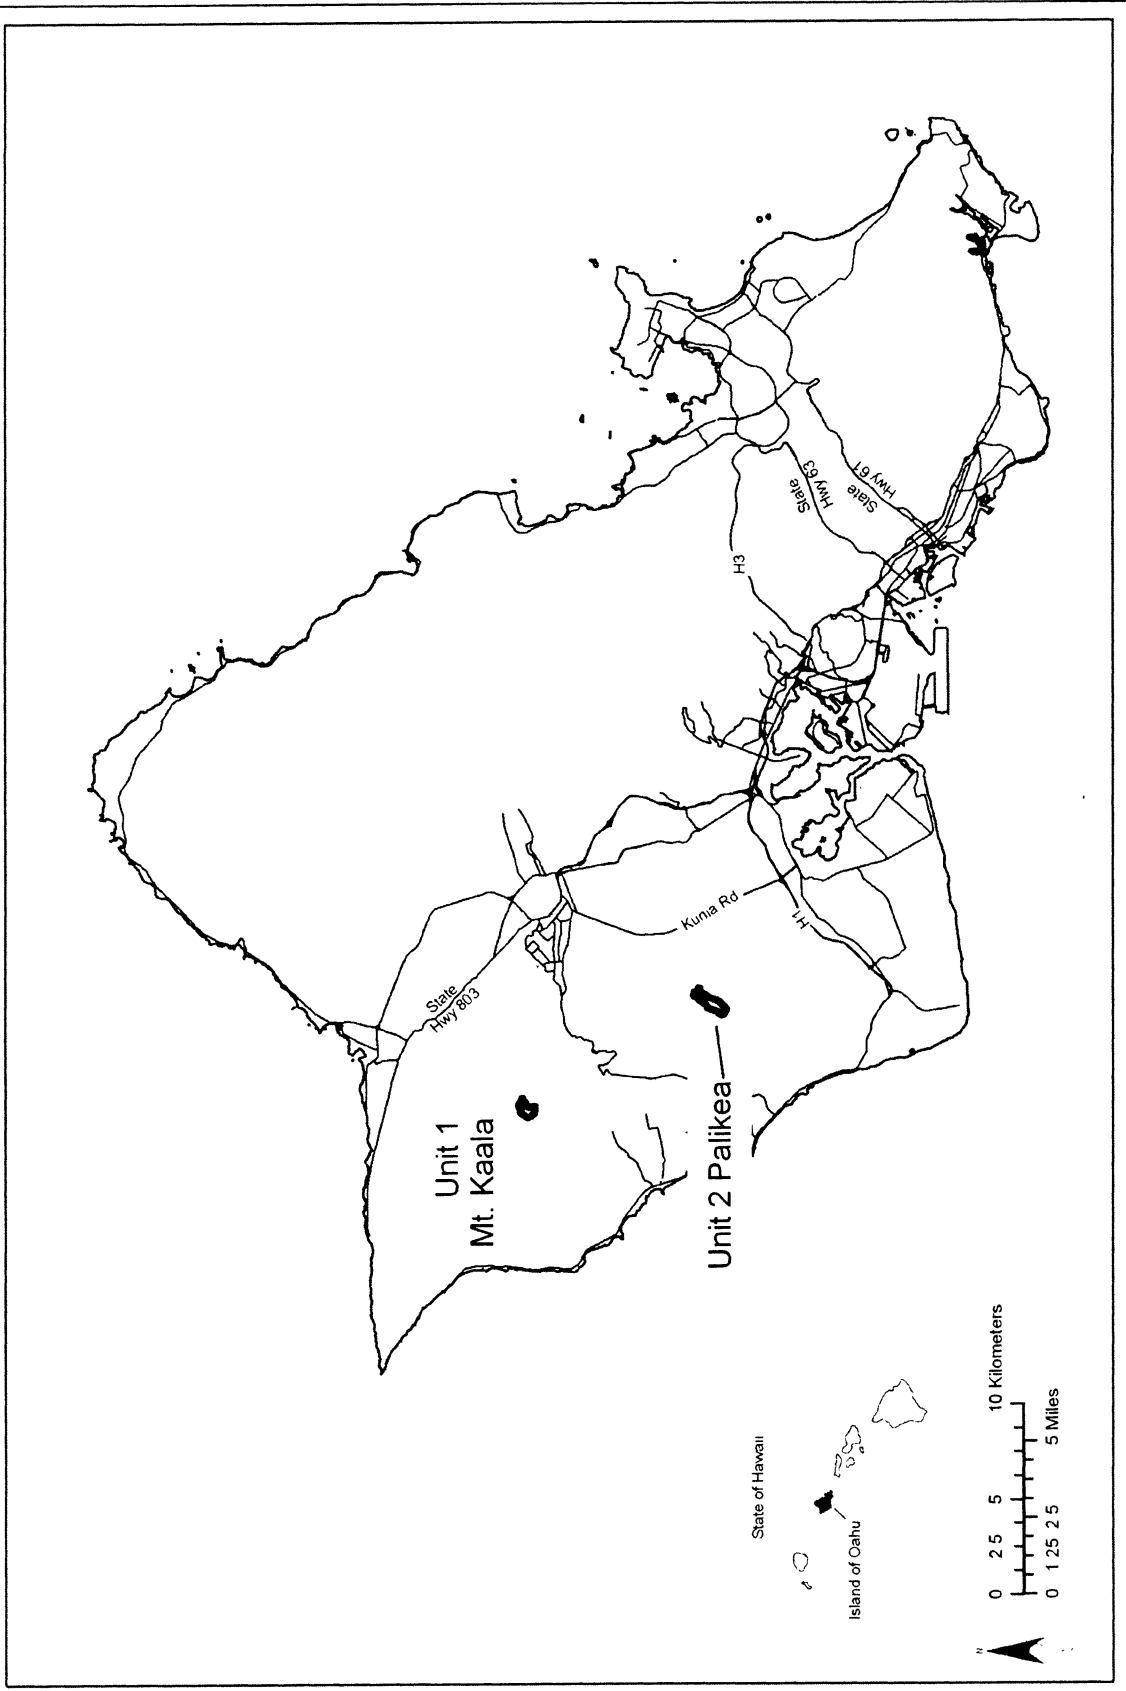 State
Hwy 803
Unit 1
Mt. Kaala
Unit 2 Palikea
Kunia Rd
H1
H3
State
Hwy 63
State
Hwy 61
State of Hawaii
Island of Oahu
0 2 5 5 10 Kilometers
0 1 25 2 5 5 Miles
N